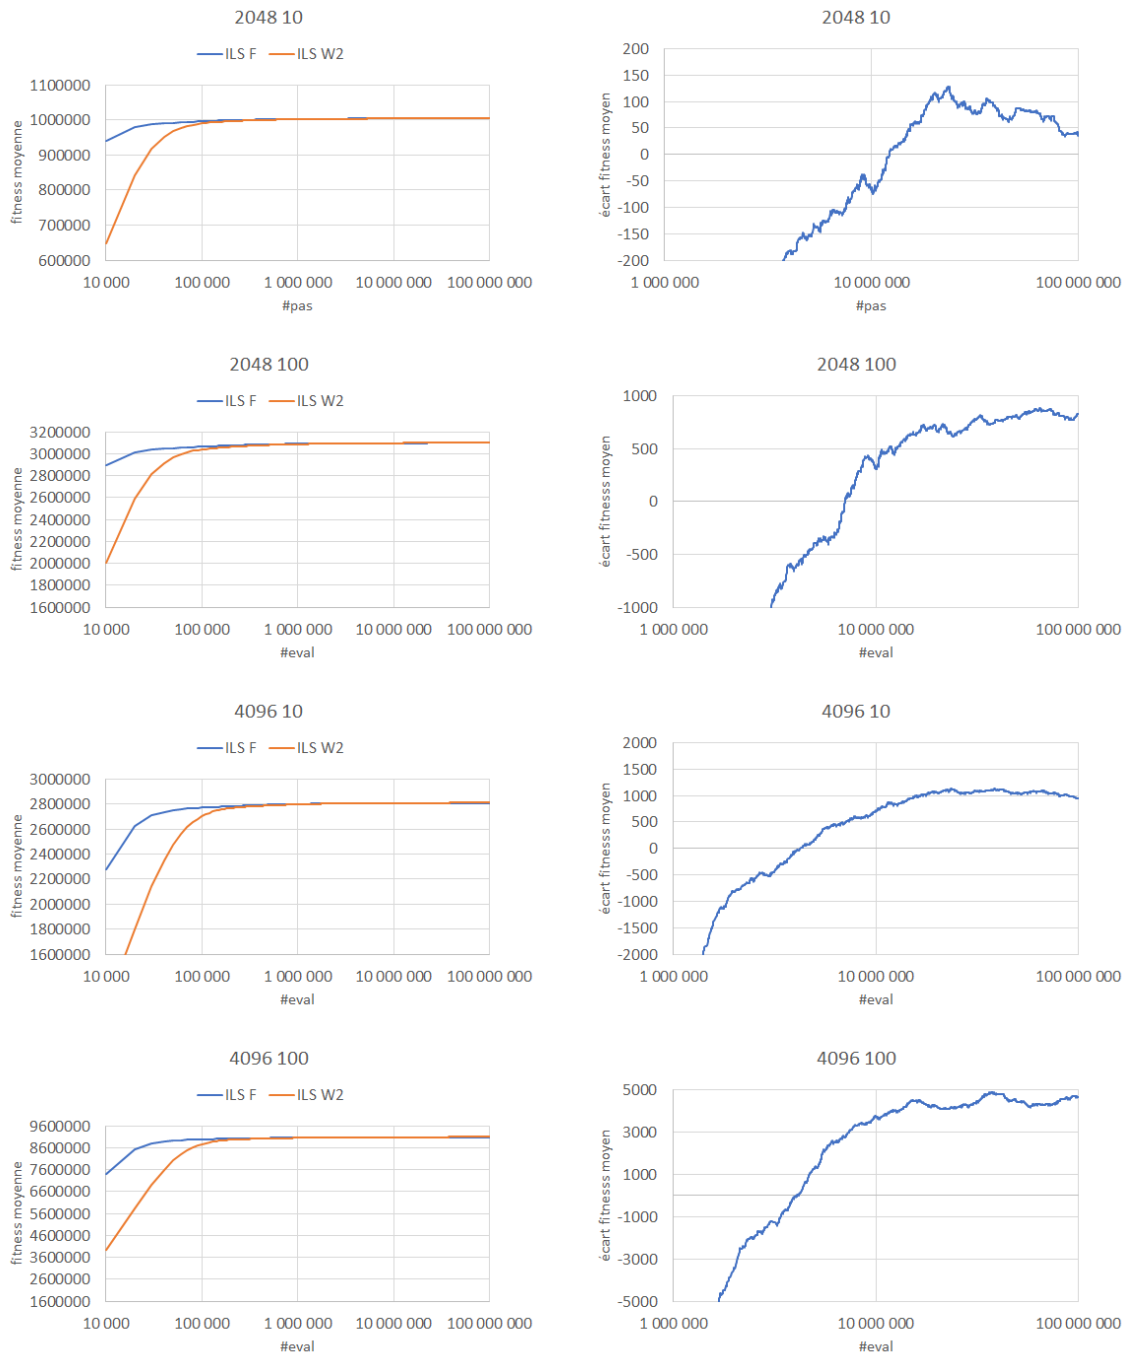 2048 10
ILS F ILS W2
fitness moyenne
1100000
1000000
900000
800000
700000
600000
10 000 100 000 1 000 000 10 000 000 100 000 000
#pas
2048 10
écart fitness moyen
200
150
100
50
0
-50
-100
-150
-200
1 000 000 10 000 000 100 000 000
#pas
2048 100
ILS F ILS W2
fitness moyenne
3200000
3000000
2800000
2600000
2400000
2200000
2000000
1800000
1600000
10 000 100 000 1 000 000 10 000 000 100 000 000
#eval
2048 100
écart fitnesss moyen
1000
500
0
-500
-1000
1 000 000 10 000 000 100 000 000
#eval
4096 10
ILS F ILS W2
fitness moyenne
3000000
2800000
2600000
2400000
2200000
2000000
1800000
1600000
10 000 100 000 1 000 000 10 000 000 100 000 000
#eval
4096 10
écart fitnesss moyen
2000
1500
1000
500
0
-500
-1000
-1500
-2000
1 000 000 10 000 000 100 000 000
#eval
4096 100
ILS F ILS W2
fitness moyenne
9600000
8600000
7600000
6600000
5600000
4600000
3600000
2600000
1600000
10 000 100 000 1 000 000 10 000 000 100 000 000
#eval
4096 100
écart fitnesss moyen
5000
3000
1000
-1000
-3000
-5000
1 000 000 10 000 000 100 000 000
#eval